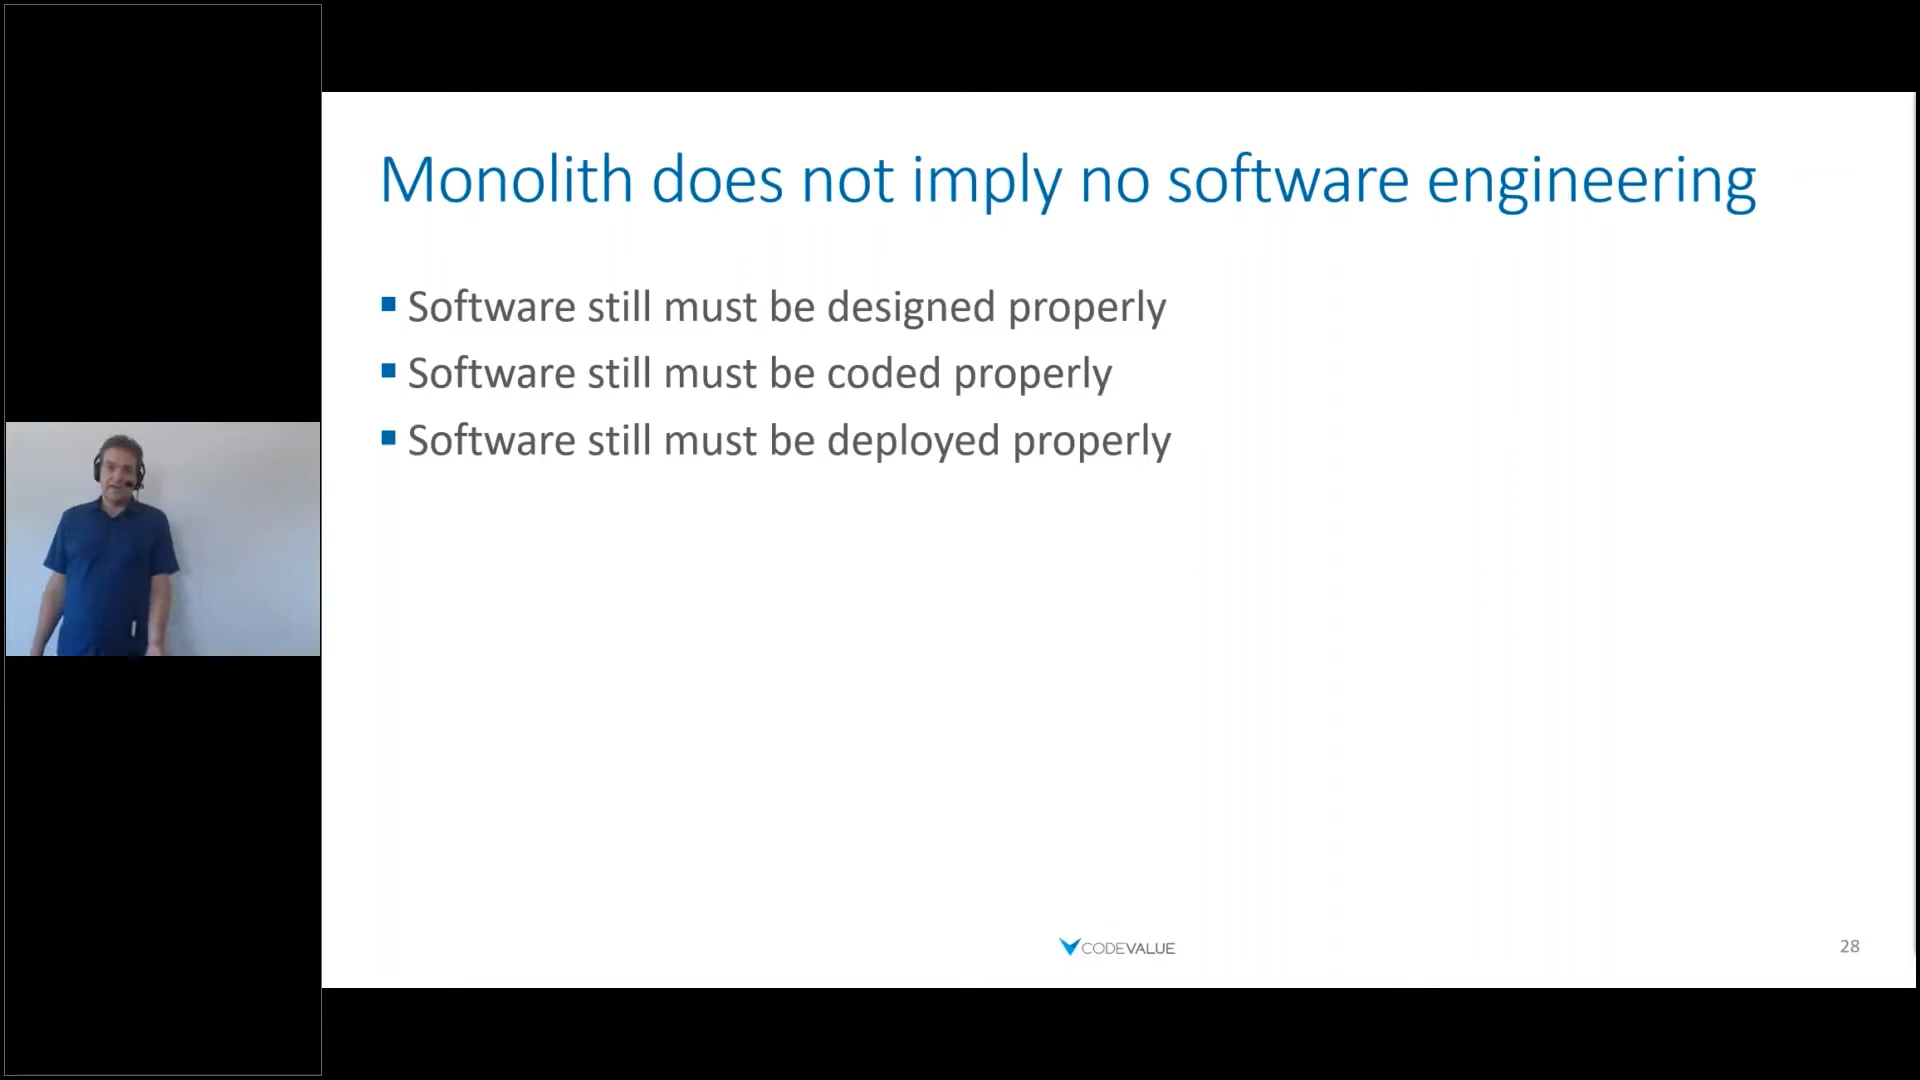 Monolith does not imply no software engineering
Software still must be designed properly
Software still must be coded properly
Software still must be deployed properly
CODEVALUE
28